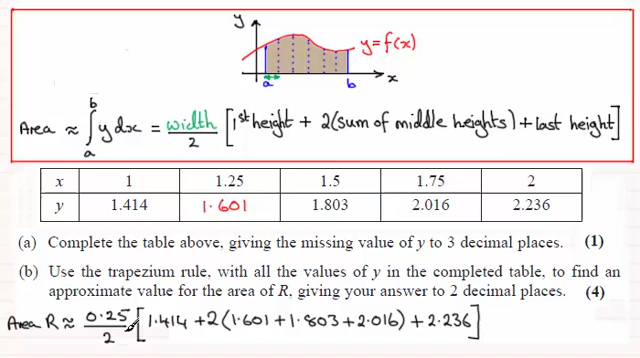 y
y = f(x)
a b x
Area ≈ ∫ₐᵇ y dx = width/2 [1st height + 2(sum of middle heights) + last height]
x 1 1.25 1.5 1.75 2
y 1.414 1.601 1.803 2.016 2.236
(a) Complete the table above, giving the missing value of y to 3 decimal places. (1)
(b) Use the trapezium rule, with all the values of y in the completed table, to find an
approximate value for the area of R, giving your answer to 2 decimal places. (4)
Area R ≈ 0.25/2 [1.414 + 2(1.601 + 1.803 + 2.016) + 2.236]